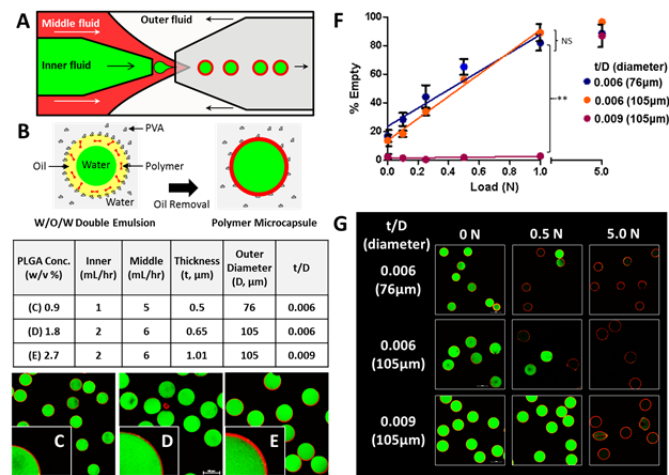 A
Middle fluid
Outer fluid
Inner fluid
B
PVA
Oil
Water
Polymer
Water
Oil Removal
W/O/W Double Emulsion
Polymer Microcapsule
PLGA Conc. (w/v %) Inner (mL/hr) Middle (mL/hr) Thickness (t, μm) Outer Diameter (D, μm) t/D
(C) 0.9 1 5 0.5 76 0.006
(D) 1.8 2 6 0.65 105 0.006
(E) 2.7 2 6 1.01 105 0.009
C
D
E
F
% Empty
100
80
60
40
20
0
0.0 0.2 0.4 0.6 0.8 1.0 5.0
Load (N)
NS
**
t/D (diameter)
0.006 (76μm)
0.006 (105μm)
0.009 (105μm)
G
t/D
(diameter)
0 N 0.5 N 5.0 N
0.006
(76μm)
0.006
(105μm)
0.009
(105μm)